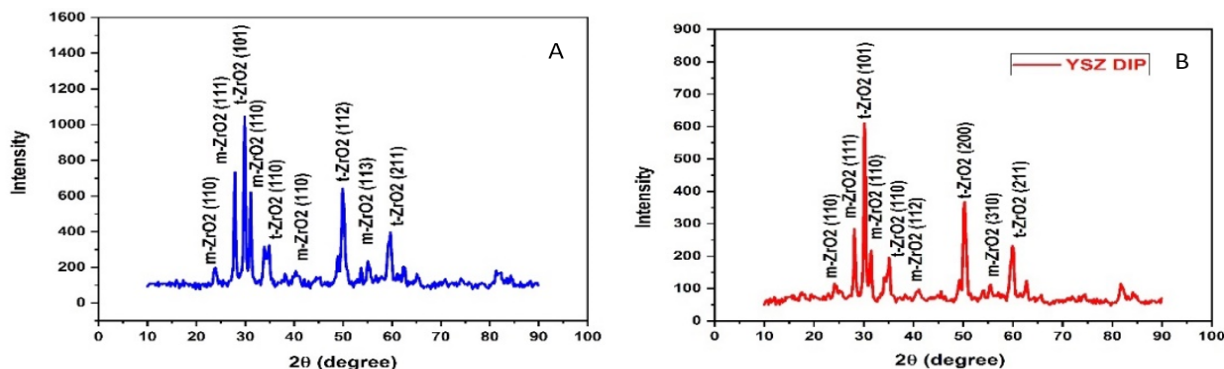 A
1600
1400
1200
1000
800
600
400
200
0
Intensity
m-ZrO2 (110)
m-ZrO2 (111)
t-ZrO2 (101)
m-ZrO2 (110)
t-ZrO2 (110)
m-ZrO2 (110)
t-ZrO2 (112)
m-ZrO2 (113)
t-ZrO2 (211)
0 10 20 30 40 50 60 70 80 90 100
2θ (degree)
B
YSZ DIP
900
800
700
600
500
400
300
200
100
0
Intensity
m-ZrO2 (110)
m-ZrO2 (111)
t-ZrO2 (101)
m-ZrO2 (110)
t-ZrO2 (110)
m-ZrO2 (112)
t-ZrO2 (200)
m-ZrO2 (310)
t-ZrO2 (211)
0 10 20 30 40 50 60 70 80 90 100
2θ (degree)